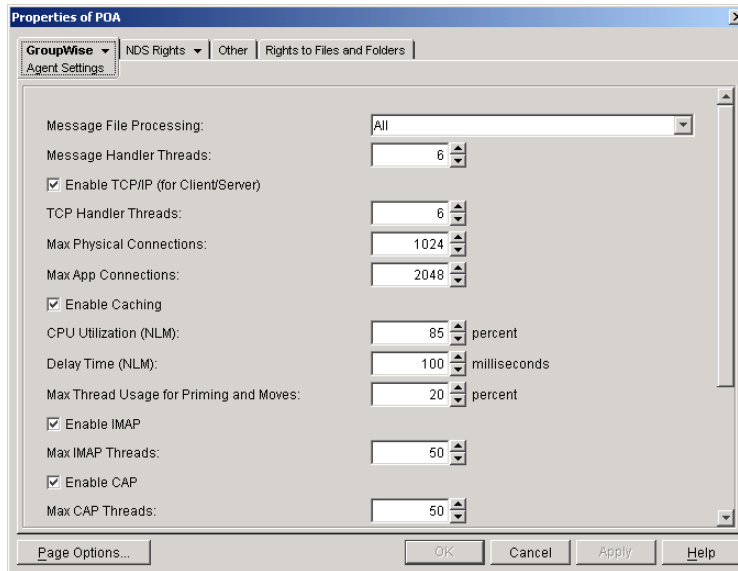 Properties of POA
GroupWise NDS Rights Other Rights to Files and Folders
Agent Settings
Message File Processing: All
Message Handler Threads: 6
Enable TCP/IP (for Client/Server)
TCP Handler Threads: 6
Max Physical Connections: 1024
Max App Connections: 2048
Enable Caching
CPU Utilization (NLM): 85 percent
Delay Time (NLM): 100 milliseconds
Max Thread Usage for Priming and Moves: 20 percent
Enable IMAP
Max IMAP Threads: 50
Enable CAP
Max CAP Threads: 50
Page Options... OK Cancel Apply Help